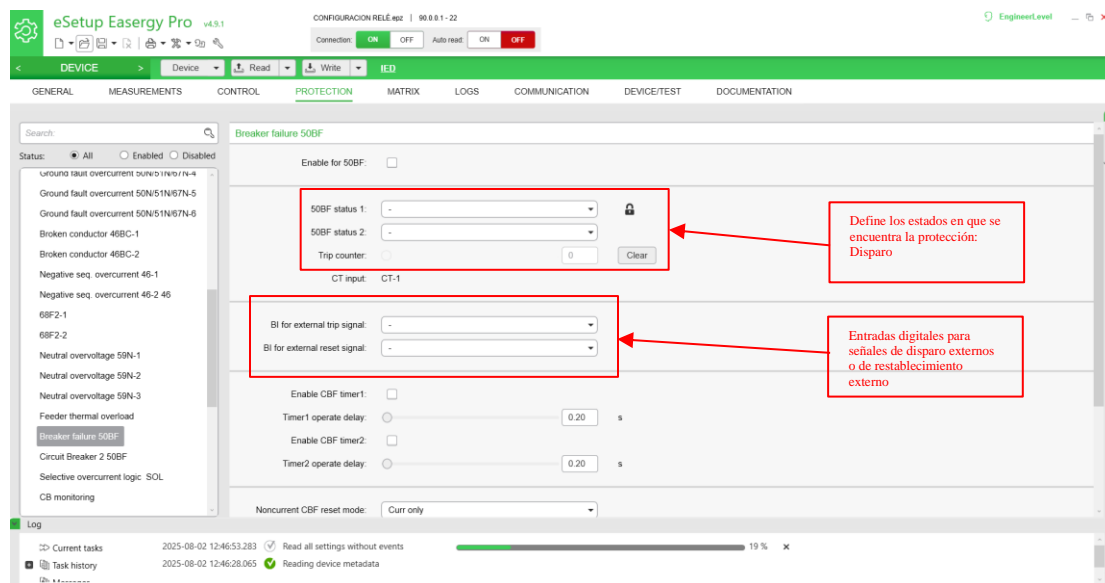 eSetup Easergy Pro v4.9.1
CONFIGURACION RELÉ.epz | 90.0.0.1 - 22
EngineerLevel
Connection: ON OFF Auto read: ON OFF
< DEVICE > Device Read Write IED
GENERAL MEASUREMENTS CONTROL PROTECTION MATRIX LOGS COMMUNICATION DEVICE/TEST DOCUMENTATION
Search:
Status: All Enabled Disabled
Ground fault overcurrent 50N/51N/67N-4
Ground fault overcurrent 50N/51N/67N-5
Ground fault overcurrent 50N/51N/67N-6
Broken conductor 46BC-1
Broken conductor 46BC-2
Negative seq. overcurrent 46-1
Negative seq. overcurrent 46-2 46
68F2-1
68F2-2
Neutral overvoltage 59N-1
Neutral overvoltage 59N-2
Neutral overvoltage 59N-3
Feeder thermal overload
Breaker failure 50BF
Circuit Breaker 2 50BF
Selective overcurrent logic SOL
CB monitoring
Breaker failure 50BF
Enable for 50BF:
50BF status 1: -
50BF status 2: -
Trip counter: 0 Clear
CT input: CT-1
BI for external trip signal: -
BI for external reset signal: -
Enable CBF timer1:
Timer1 operate delay: 0.20 s
Enable CBF timer2:
Timer2 operate delay: 0.20 s
Noncurrent CBF reset mode: Curr only
Define los estados en que se
encuentra la protección:
Disparo
Entradas digitales para
señales de disparo externos
o de restablecimiento
externo
Log
Current tasks
Task history
Messages
2025-08-02 12:46:53.283 Read all settings without events 19 %
2025-08-02 12:46:28.065 Reading device metadata